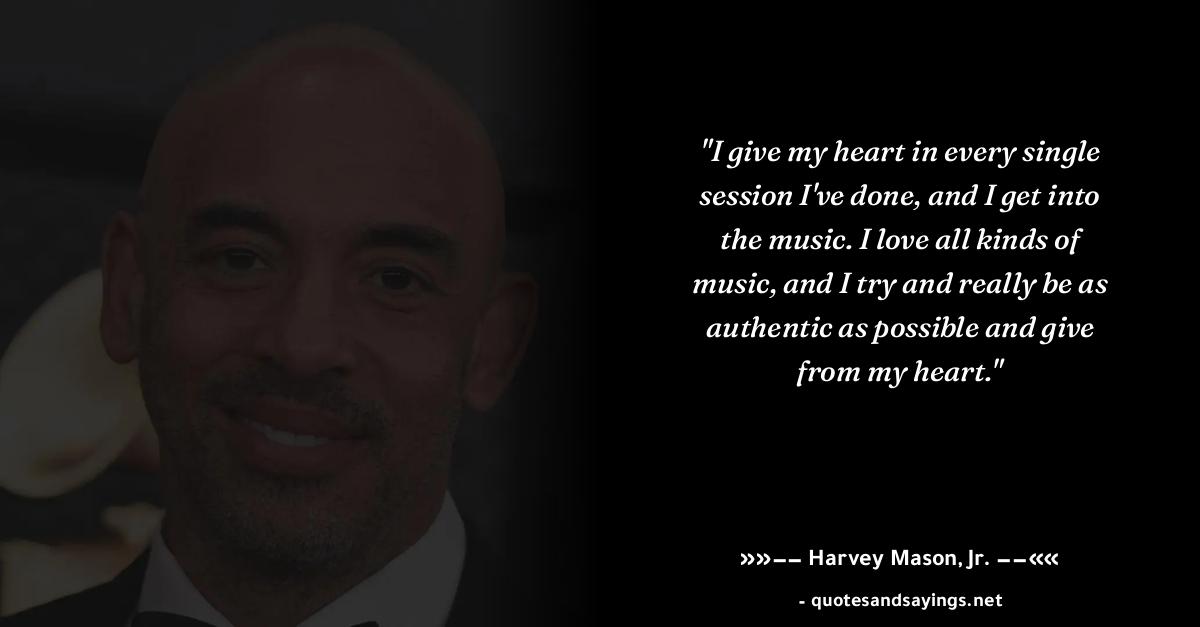 "I give my heart in every single
session I've done, and I get into
the music. I love all kinds of
music, and I try and really be as
authentic as possible and give
from my heart."
»»–– Harvey Mason, Jr. ––««
- quotesandsayings.net